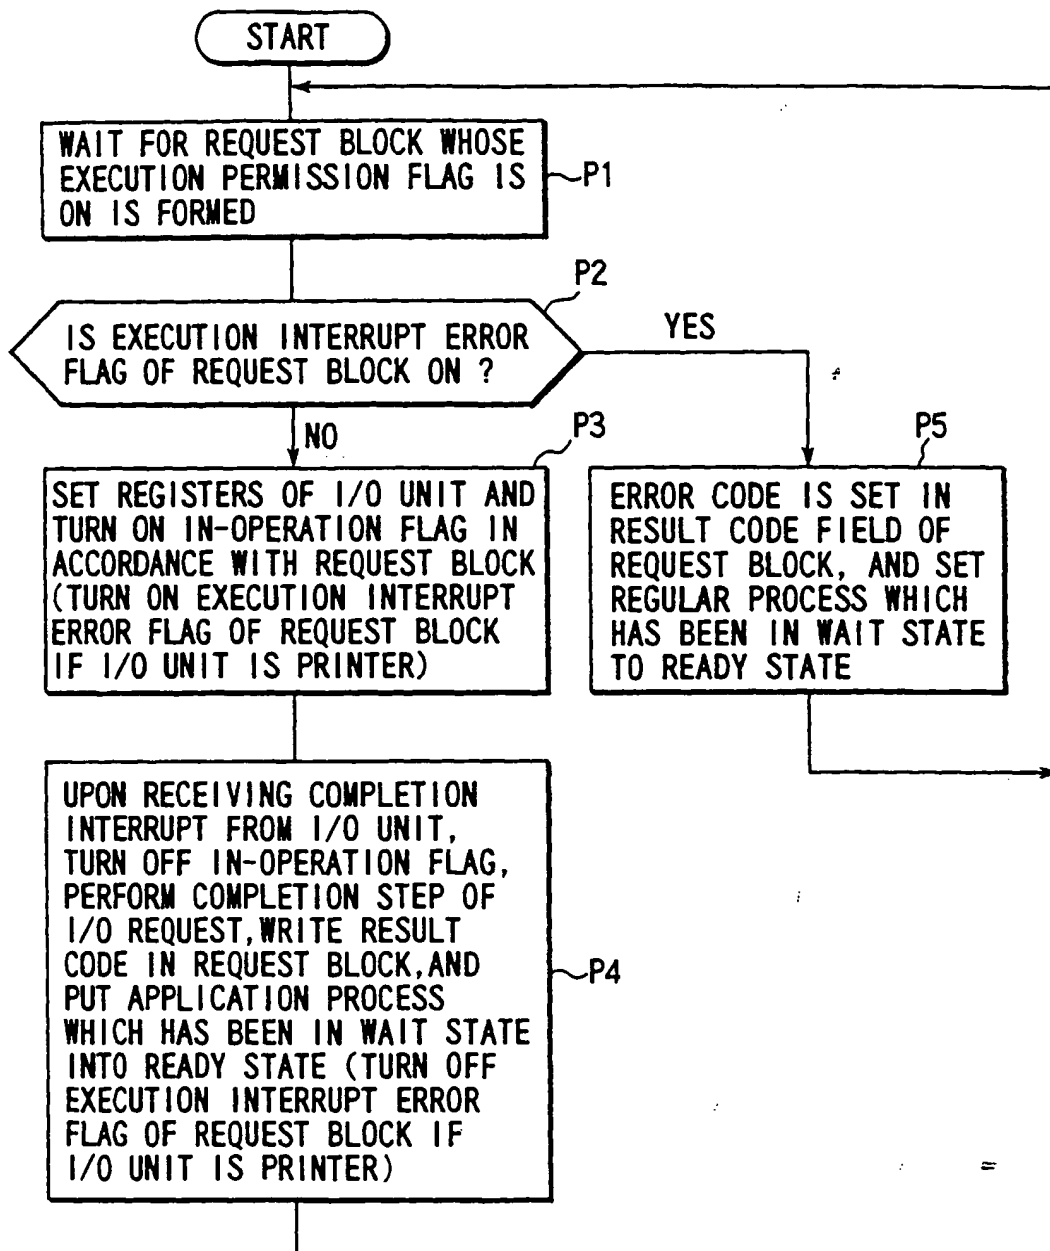 START
WAIT FOR REQUEST BLOCK WHOSE
EXECUTION PERMISSION FLAG IS
ON IS FORMED
P1
P2
IS EXECUTION INTERRUPT ERROR
FLAG OF REQUEST BLOCK ON ?
YES
NO
P3
SET REGISTERS OF I/O UNIT AND
TURN ON IN-OPERATION FLAG IN
ACCORDANCE WITH REQUEST BLOCK
(TURN ON EXECUTION INTERRUPT
ERROR FLAG OF REQUEST BLOCK
IF I/O UNIT IS PRINTER)
P5
ERROR CODE IS SET IN
RESULT CODE FIELD OF
REQUEST BLOCK, AND SET
REGULAR PROCESS WHICH
HAS BEEN IN WAIT STATE
TO READY STATE
UPON RECEIVING COMPLETION
INTERRUPT FROM I/O UNIT,
TURN OFF IN-OPERATION FLAG,
PERFORM COMPLETION STEP OF
I/O REQUEST,WRITE RESULT
CODE IN REQUEST BLOCK,AND
PUT APPLICATION PROCESS
WHICH HAS BEEN IN WAIT STATE
INTO READY STATE (TURN OFF
EXECUTION INTERRUPT ERROR
FLAG OF REQUEST BLOCK IF
I/O UNIT IS PRINTER)
P4